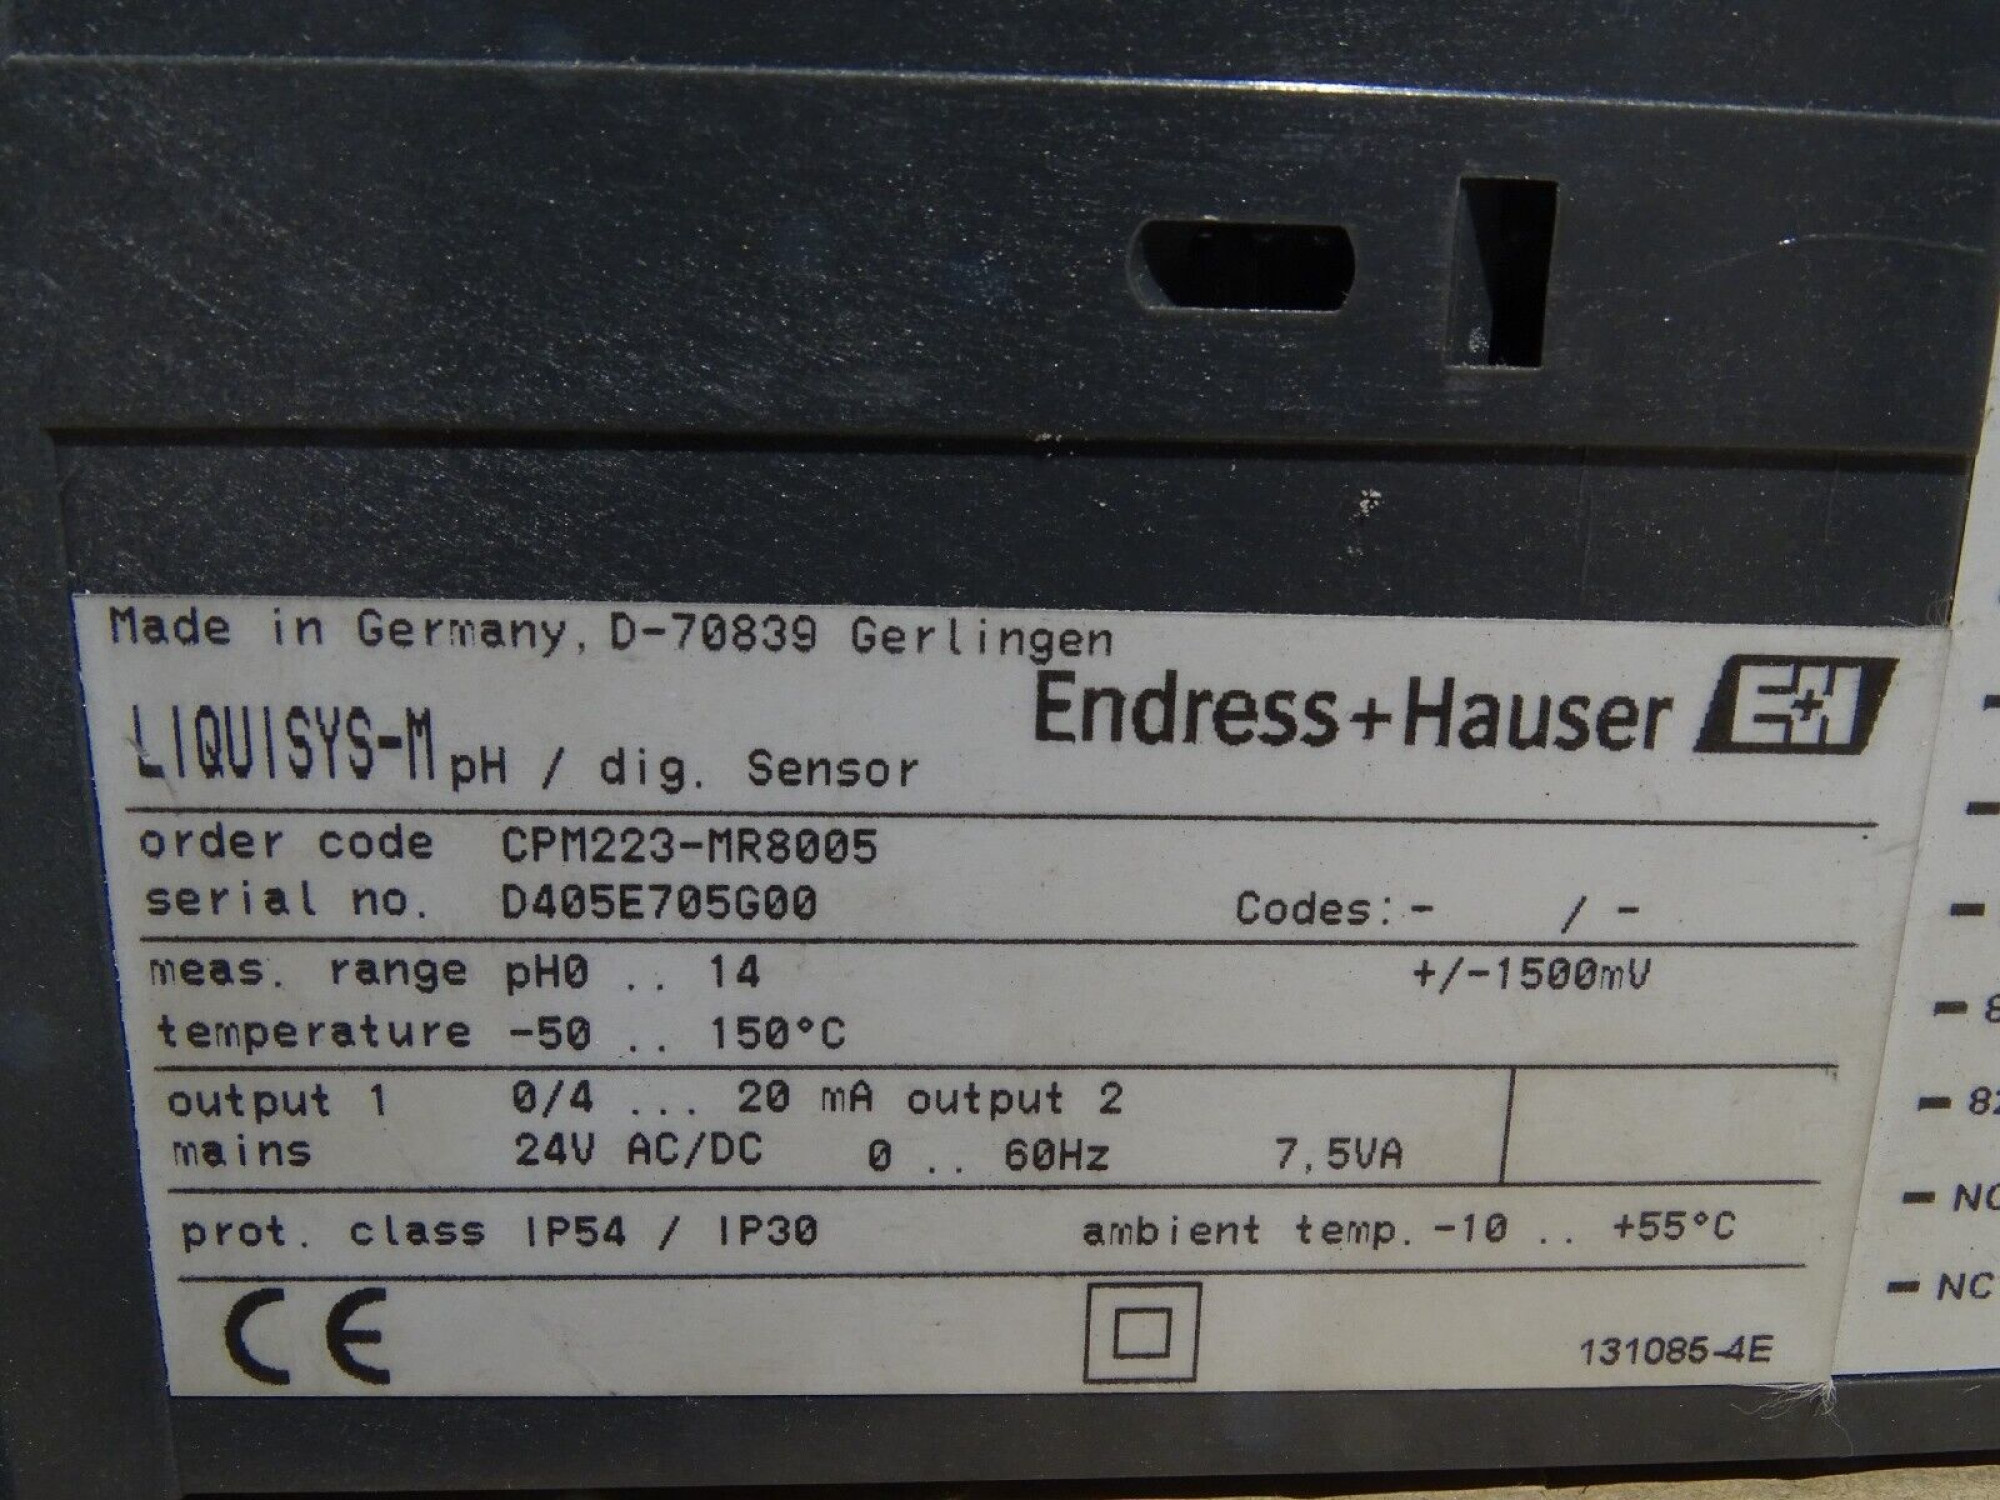 Made in Germany, D-70839 Gerlingen
Endress+Hauser E+H
LIQUISYS-M pH / dig. Sensor
order code CPM223-MR8005
serial no. D405E705G00 Codes: - / -
meas. range pH0 .. 14 +/-1500mV
temperature -50 .. 150°C
output 1 0/4 ... 20 mA output 2
mains 24V AC/DC 0 .. 60Hz 7,5VA
prot. class IP54 / IP30 ambient temp. -10 .. +55°C
CE
131085-4E
NC